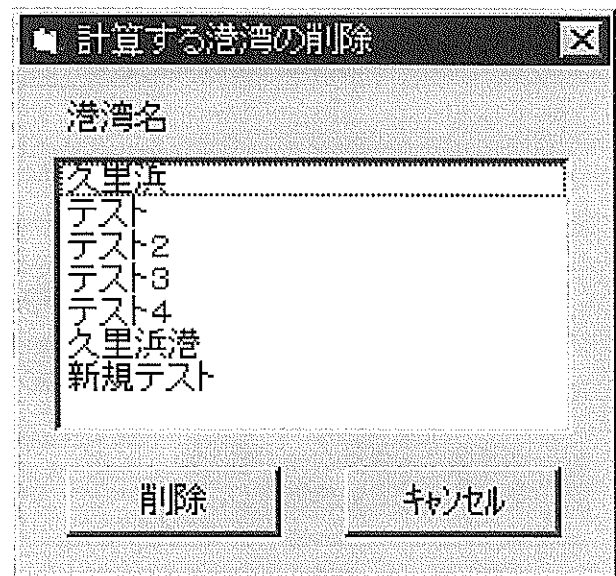 計算する港湾の削除
港湾名
久里浜
テスト
テスト2
テスト3
テスト4
久里浜港
新規テスト
削除 キャンセル